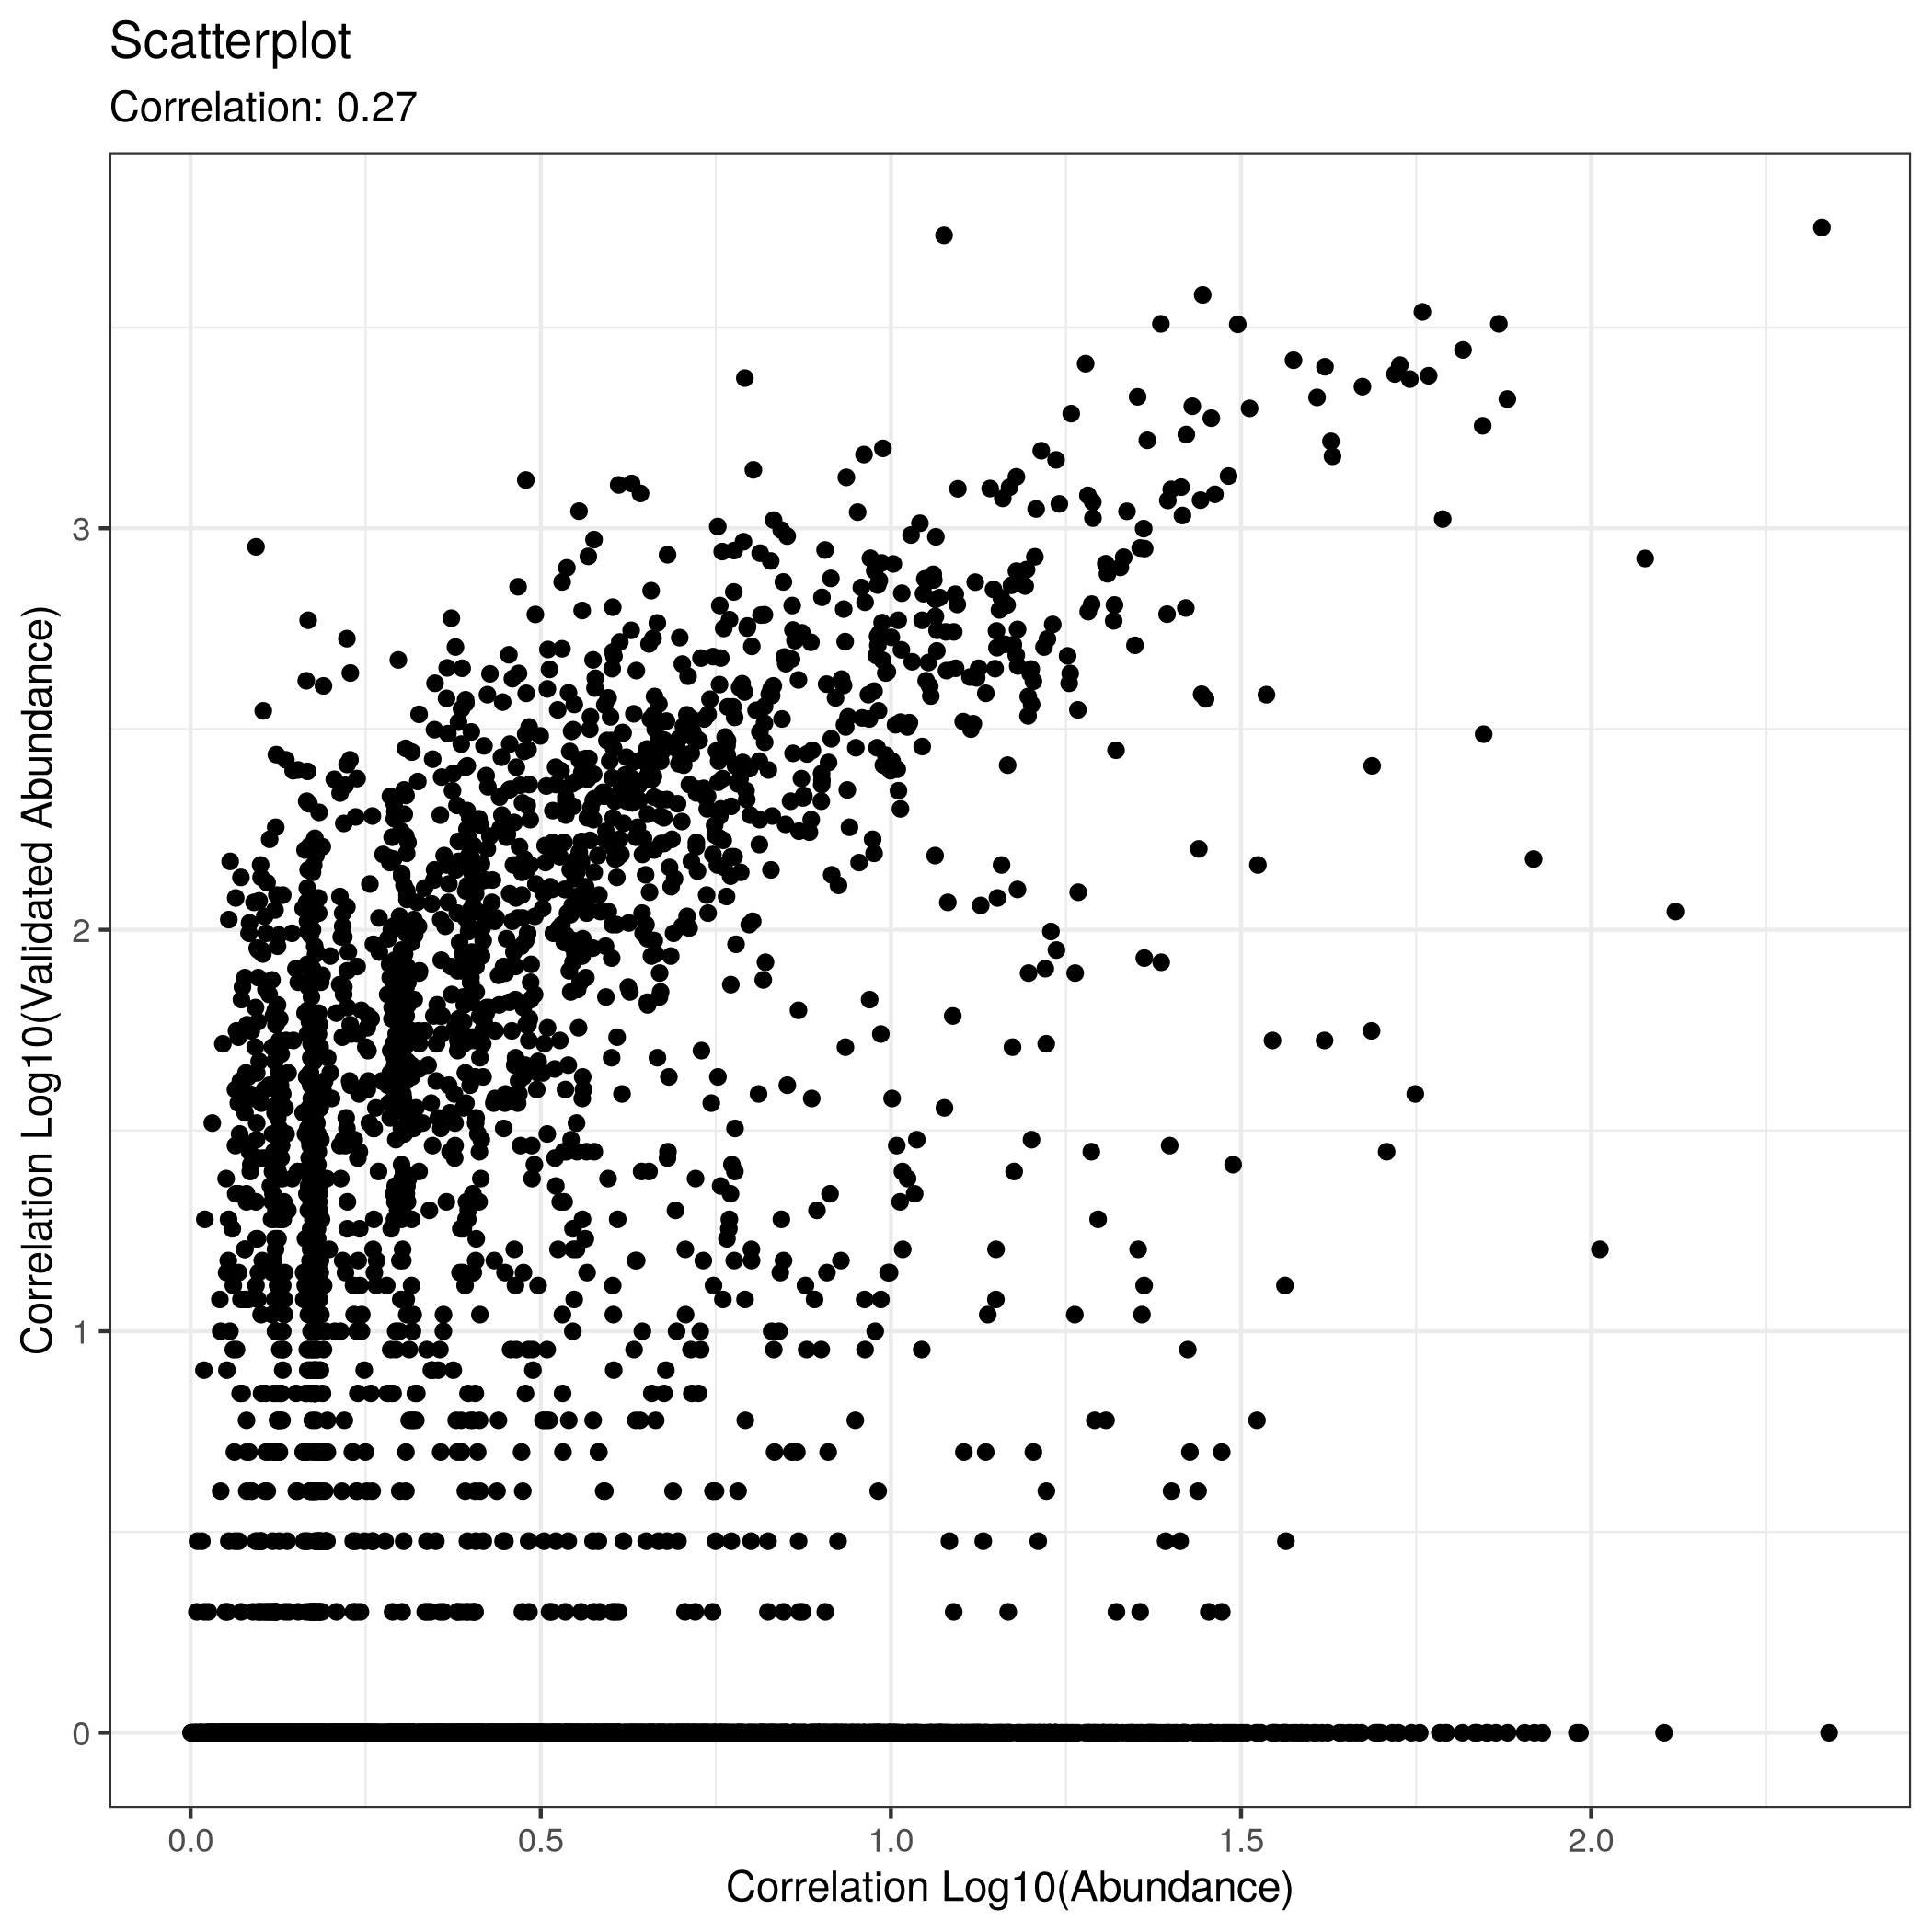 Scatterplot
Correlation: 0.27
3
2
1
0
Correlation Log10(Validated Abundance)
0.0 0.5 1.0 1.5 2.0
Correlation Log10(Abundance)